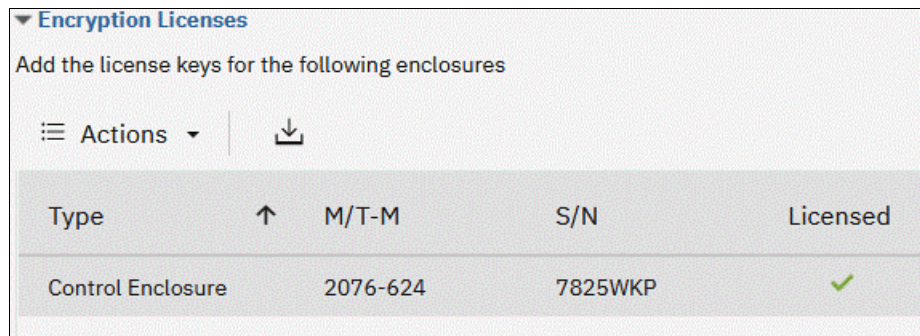 Encryption Licenses
Add the license keys for the following enclosures
Actions
Type M/T-M S/N Licensed
Control Enclosure 2076-624 7825WKP